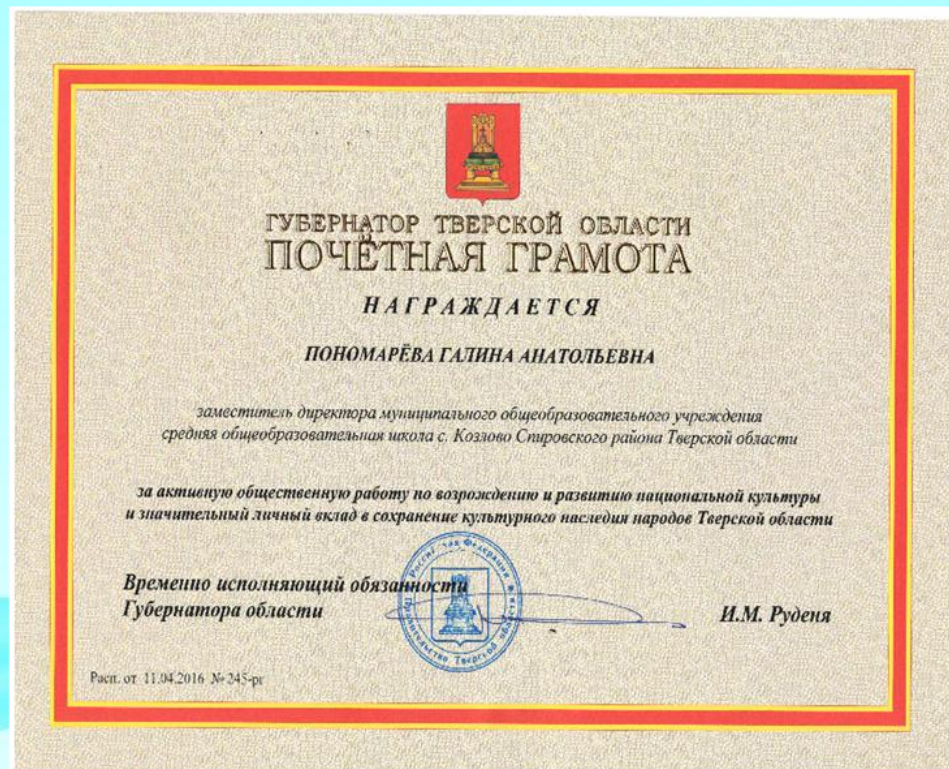 ГУБЕРНАТОР ТВЕРСКОЙ ОБЛАСТИ
ПОЧЁТНАЯ ГРАМОТА
НАГРАЖДАЕТСЯ
ПОНОМАРЁВА ГАЛИНА АНАТОЛЬЕВНА
заместитель директора муниципального общеобразовательного учреждения
средняя общеобразовательная школа с. Козлово Спировского района Тверской области
за активную общественную работу по возрождению и развитию национальной культуры
и значительный личный вклад в сохранение культурного наследия народов Тверской области
Временно исполняющий обязанности
Губернатора области
И.М. Руденя
Расп. от 11.04.2016 № 245-рг